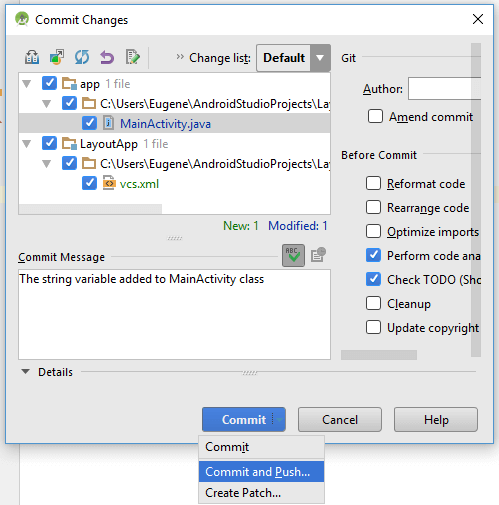 Commit Changes
Change list: Default
app 1 file
C:\Users\Eugene\AndroidStudioProjects\Lay
MainActivity.java
LayoutApp 1 file
C:\Users\Eugene\AndroidStudioProjects\Lay
vcs.xml
New: 1 Modified: 1
Commit Message
ABC
The string variable added to MainActivity class
Git
Author:
Amend commit
Before Commit
Reformat code
Rearrange code
Optimize imports
Perform code ana
Check TODO (Sho
Cleanup
Update copyright
Details
Commit Cancel Help
Commit
Commit and Push...
Create Patch...